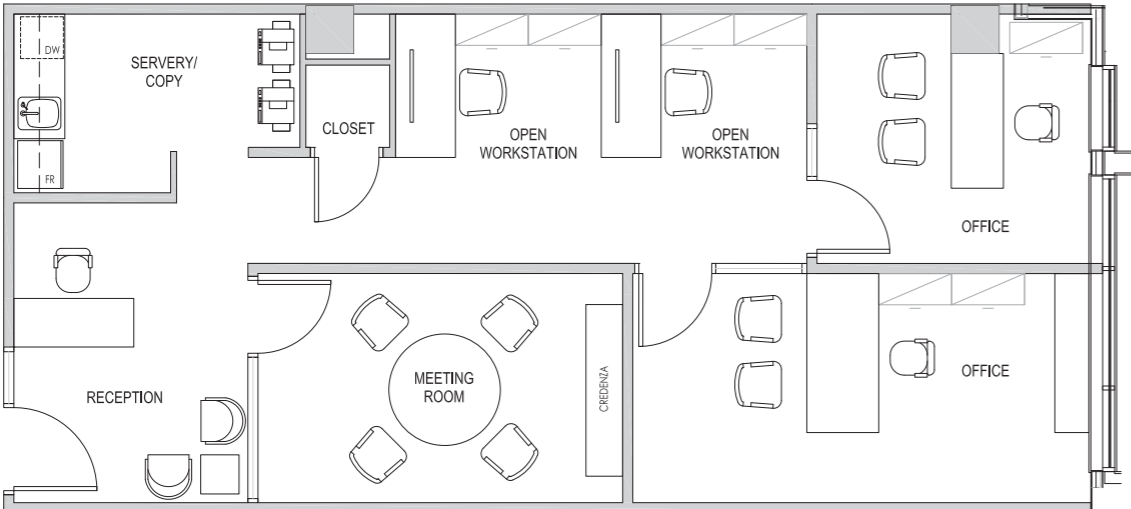 DW
SERVERY/
COPY
FR
CLOSET
OPEN
WORKSTATION
OPEN
WORKSTATION
OFFICE
RECEPTION
MEETING
ROOM
CREDENZA
OFFICE